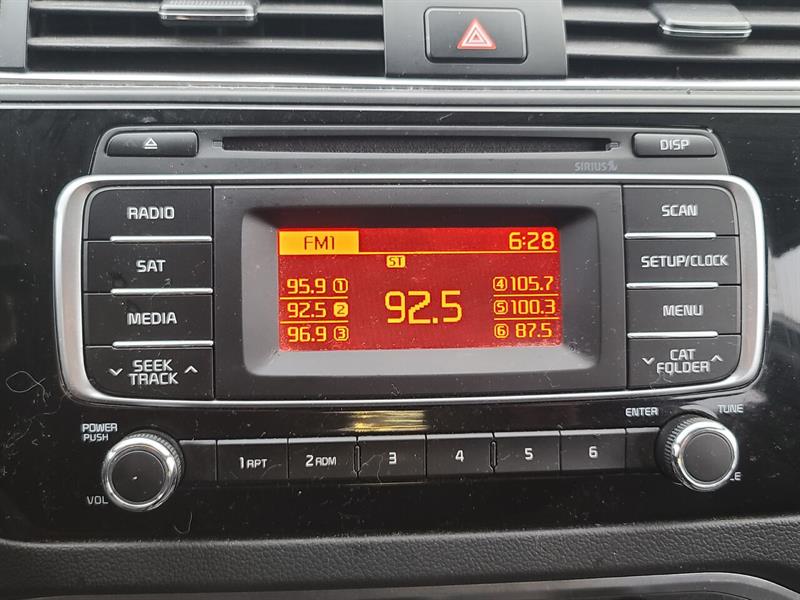 DISP
SIRIUS
RADIO
SAT
MEDIA
SEEK
TRACK
FM1 6:28
ST
95.9 1
92.5 2
96.9 3
92.5
4 105.7
5 100.3
6 87.5
SCAN
SETUP/CLOCK
MENU
CAT
FOLDER
POWER
PUSH
VOL
1 RPT
2 RDM
3
4
5
6
ENTER
TUNE